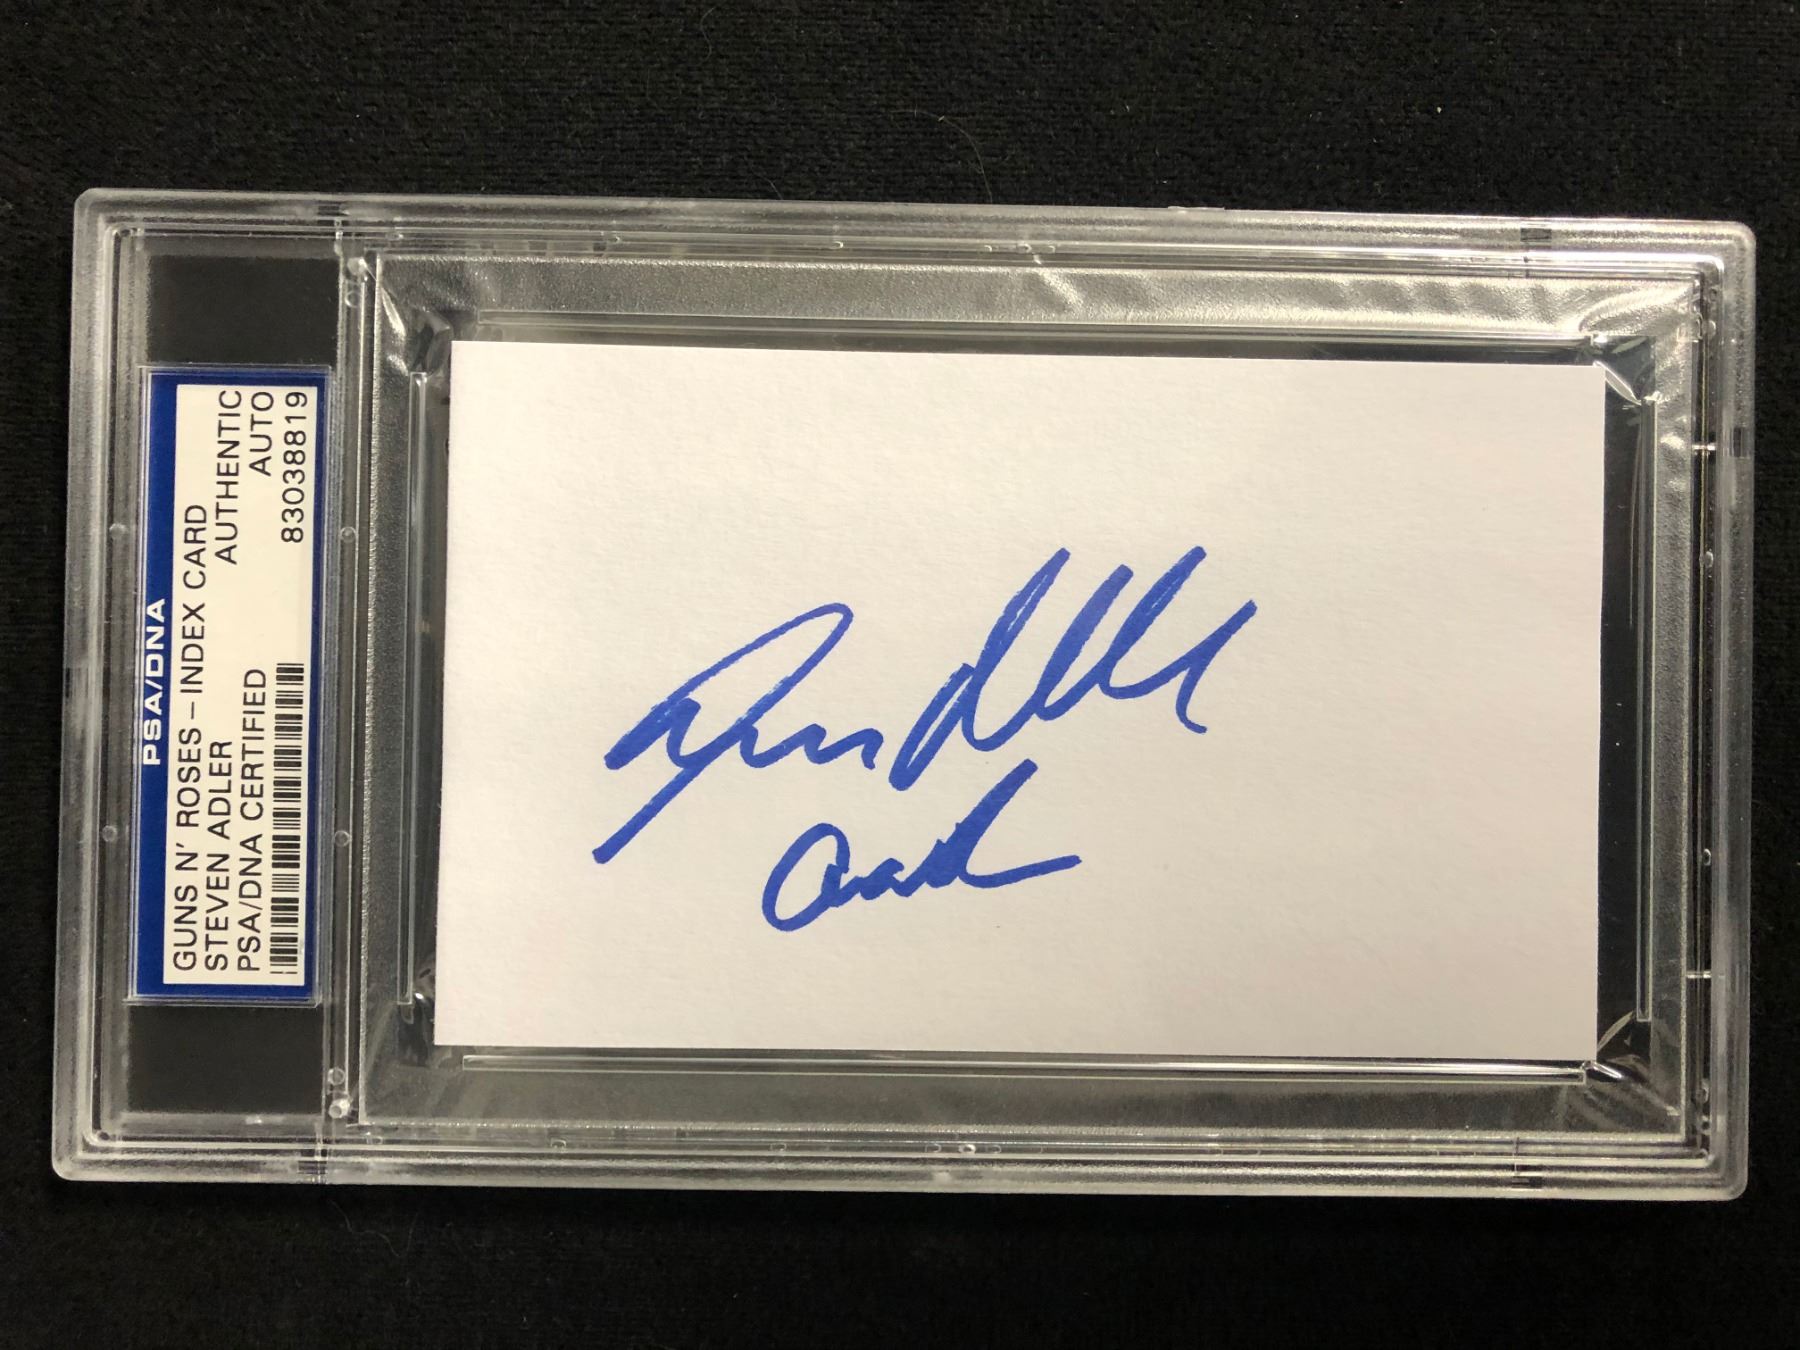 PSA/DNA
GUNS N' ROSES-INDEX CARD
STEVEN ADLER AUTHENTIC
PSA/DNA CERTIFIED AUTO
83038819